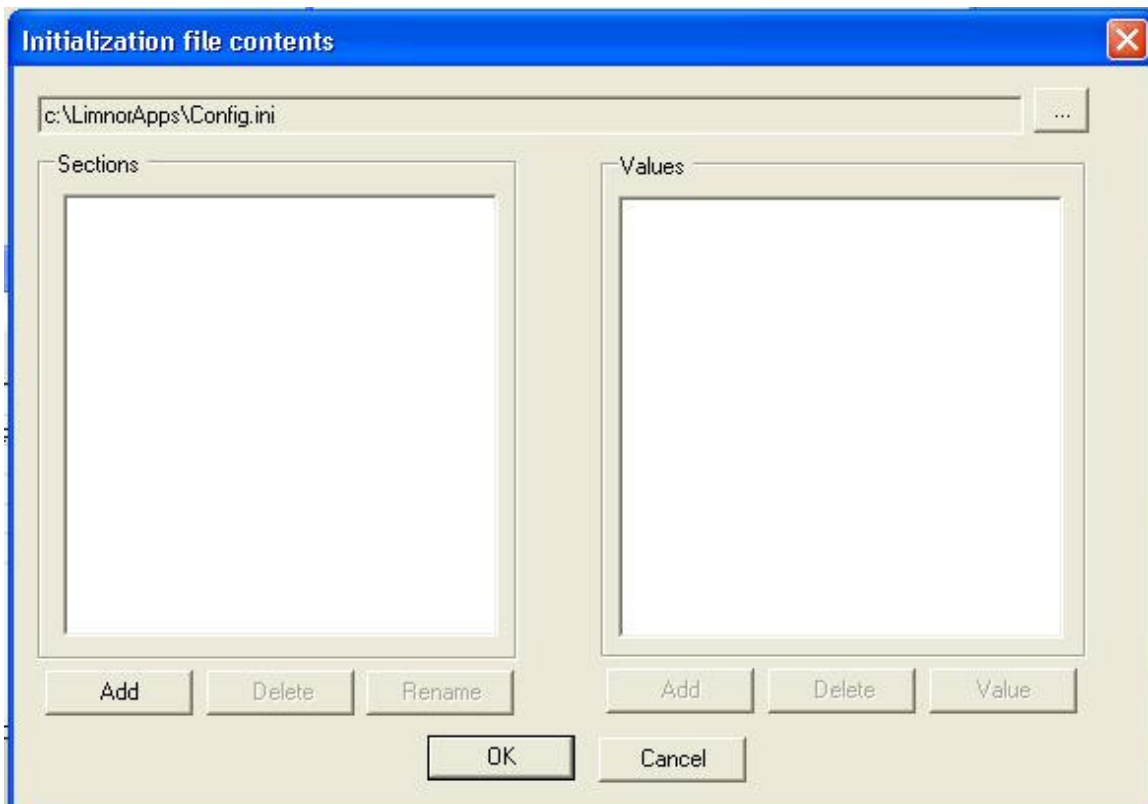 Initialization file contents
c:\LimnorApps\Config.ini
...
Sections
Values
Add Delete Rename
Add Delete Value
OK Cancel